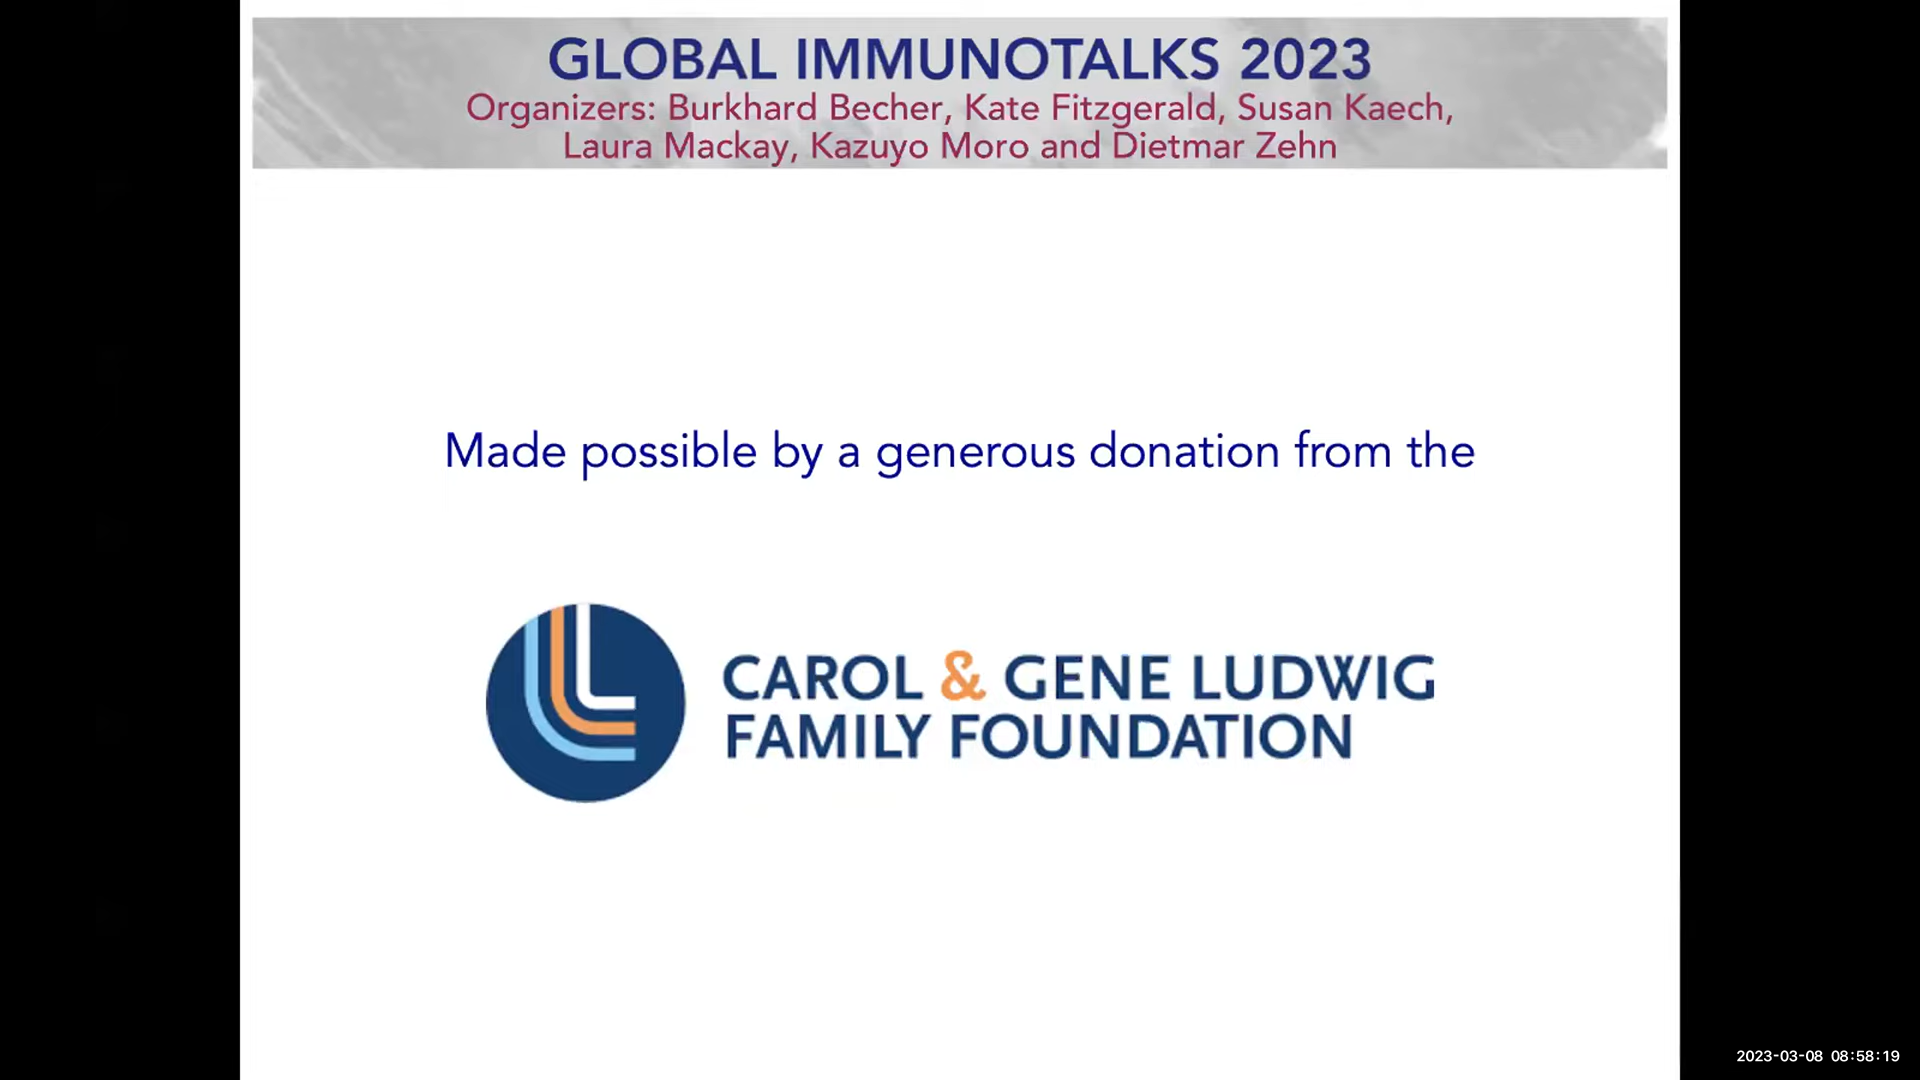 GLOBAL IMMUNOTALKS 2023
Organizers: Burkhard Becher, Kate Fitzgerald, Susan Kaech,
Laura Mackay, Kazuyo Moro and Dietmar Zehn
Made possible by a generous donation from the
CAROL & GENE LUDWIG
FAMILY FOUNDATION
2023-03-08 08:58:19